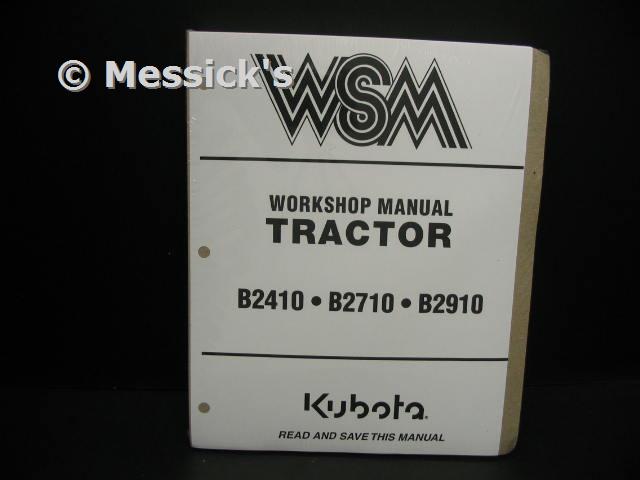 © Messick's
WSM
WORKSHOP MANUAL
TRACTOR
B2410 • B2710 • B2910
Kubota.
READ AND SAVE THIS MANUAL